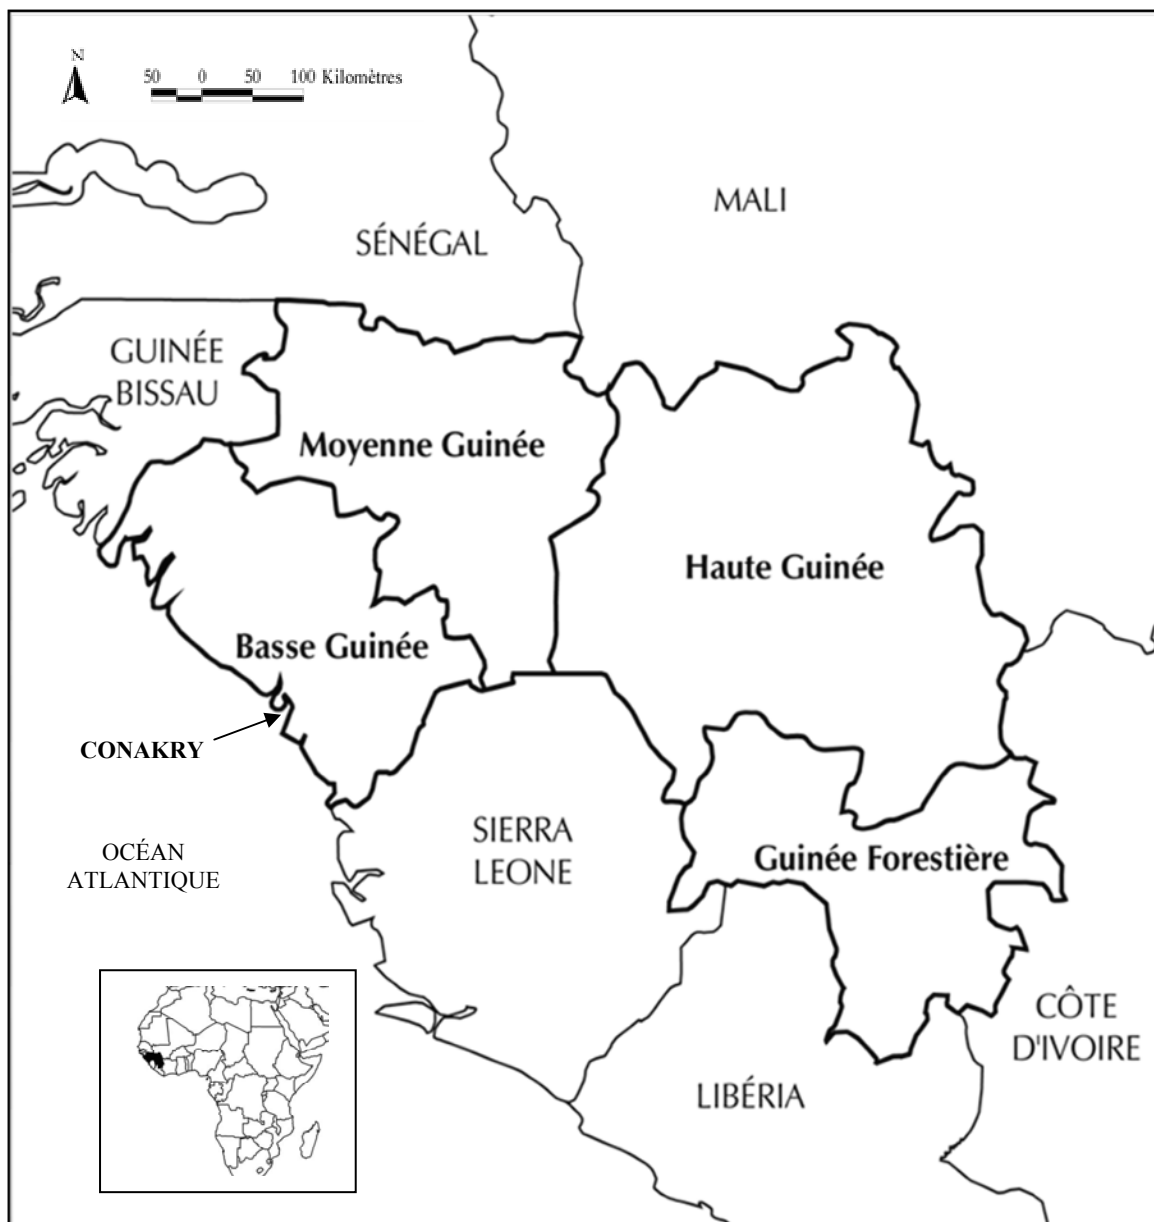 N
50 0 50 100 Kilomètres
MALI
SÉNÉGAL
GUINÉE
BISSAU
Moyenne Guinée
Haute Guinée
Basse Guinée
CONAKRY
SIERRA
LEONE
OCÉAN
ATLANTIQUE
Guinée Forestière
CÔTE
D'IVOIRE
LIBÉRIA